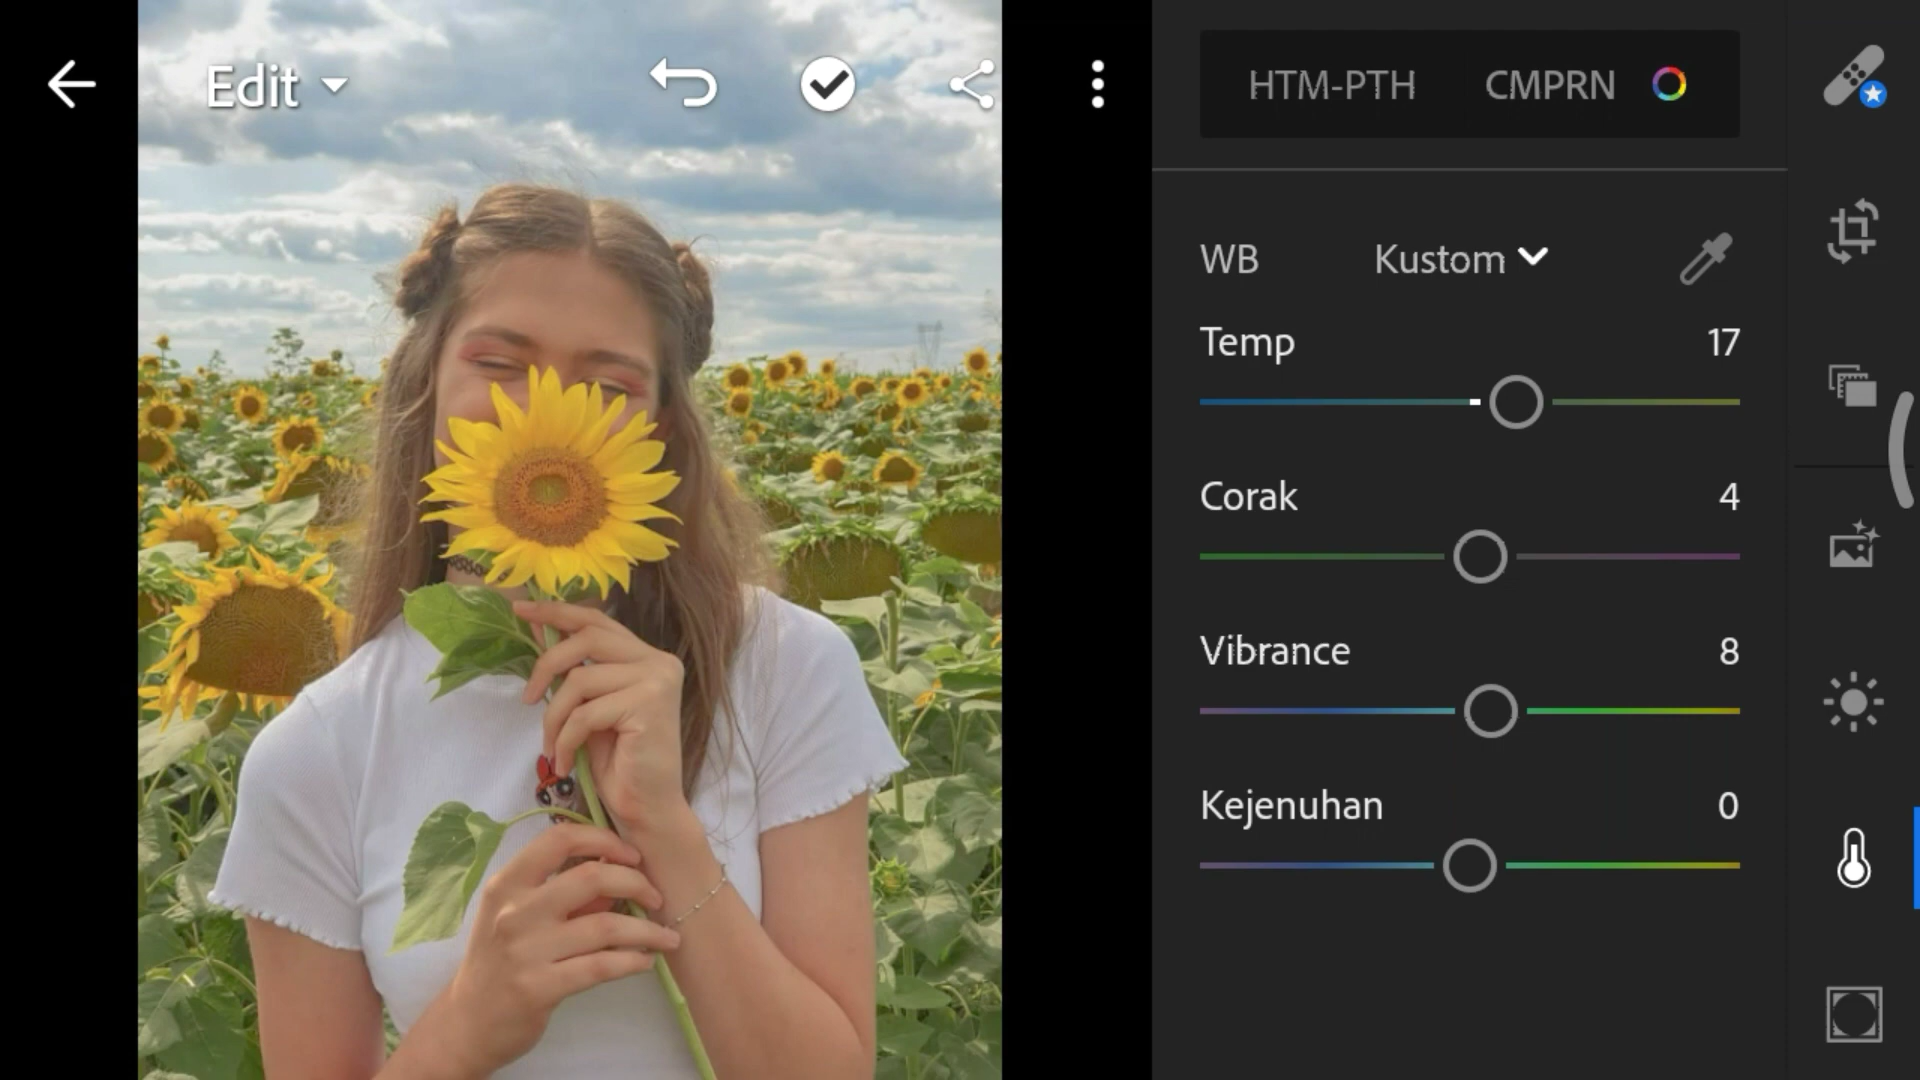 Edit
HTM-PTH CMPRN
WB Kustom
Temp 17
Corak 4
Vibrance 8
Kejenuhan 0